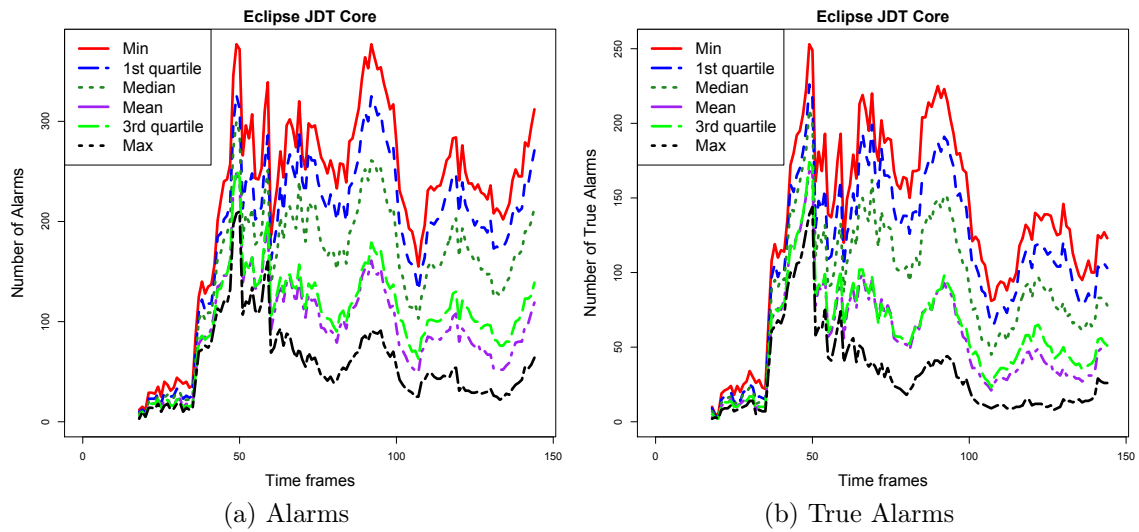 Eclipse JDT Core
Number of Alarms
0
100
200
300
Min
1st quartile
Median
Mean
3rd quartile
Max
0
50
100
150
Time frames
(a) Alarms
Eclipse JDT Core
Number of True Alarms
0
50
100
150
200
250
Min
1st quartile
Median
Mean
3rd quartile
Max
0
50
100
150
Time frames
(b) True Alarms